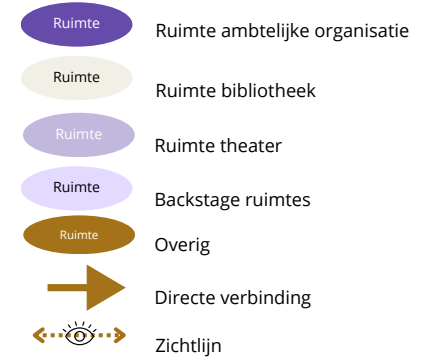 Ruimte Ruimte ambtelijke organisatie
Ruimte Ruimte bibliotheek
Ruimte Ruimte theater
Ruimte Backstage ruimtes
Ruimte Overig
Directe verbinding
Zichtlijn